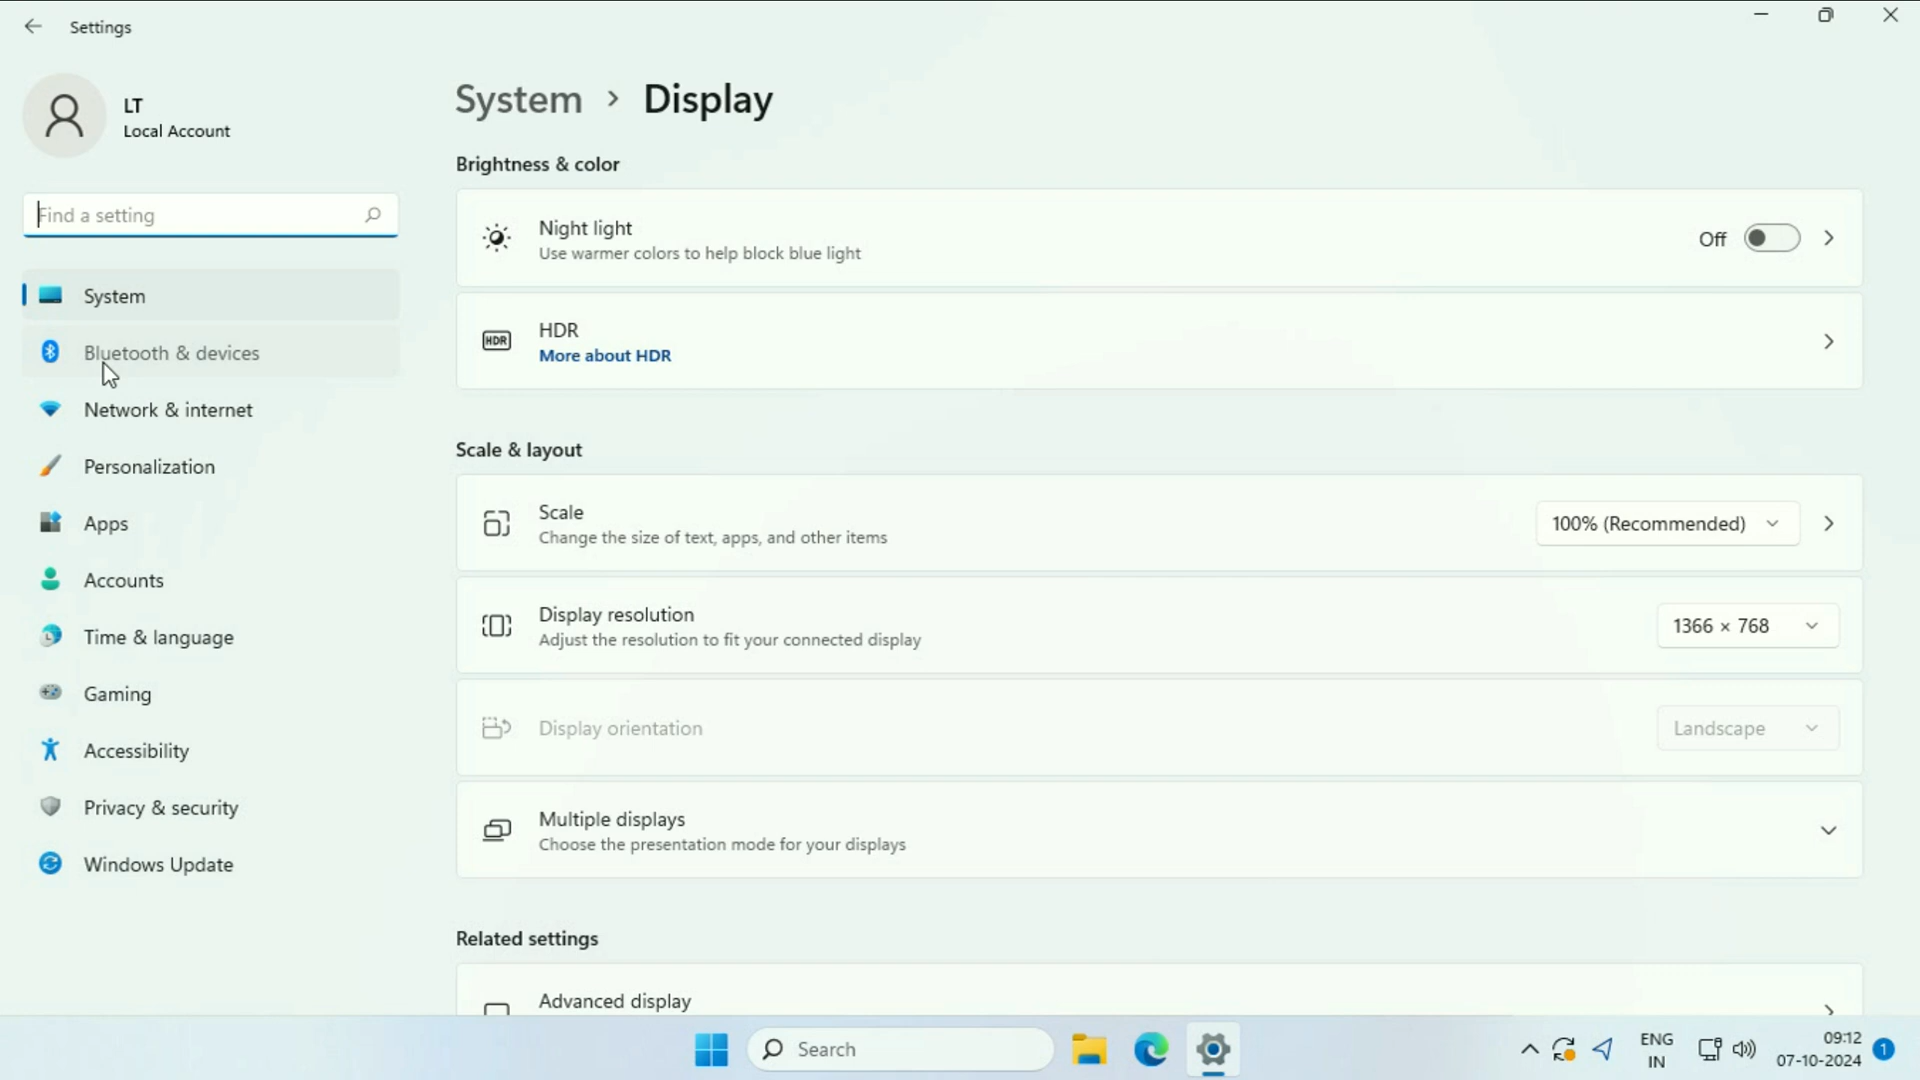 Settings
LT
Local Account
Find a setting
System
Bluetooth & devices
Network & internet
Personalization
Apps
Accounts
Time & language
Gaming
Accessibility
Privacy & security
Windows Update
System > Display
Brightness & color
Night light
Use warmer colors to help block blue light
Off
HDR
HDR
More about HDR
Scale & layout
Scale
Change the size of text, apps, and other items
100% (Recommended)
Display resolution
Adjust the resolution to fit your connected display
1366 × 768
Display orientation
Landscape
Multiple displays
Choose the presentation mode for your displays
Related settings
Advanced display
Search
ENG
IN
09:12
07-10-2024
1